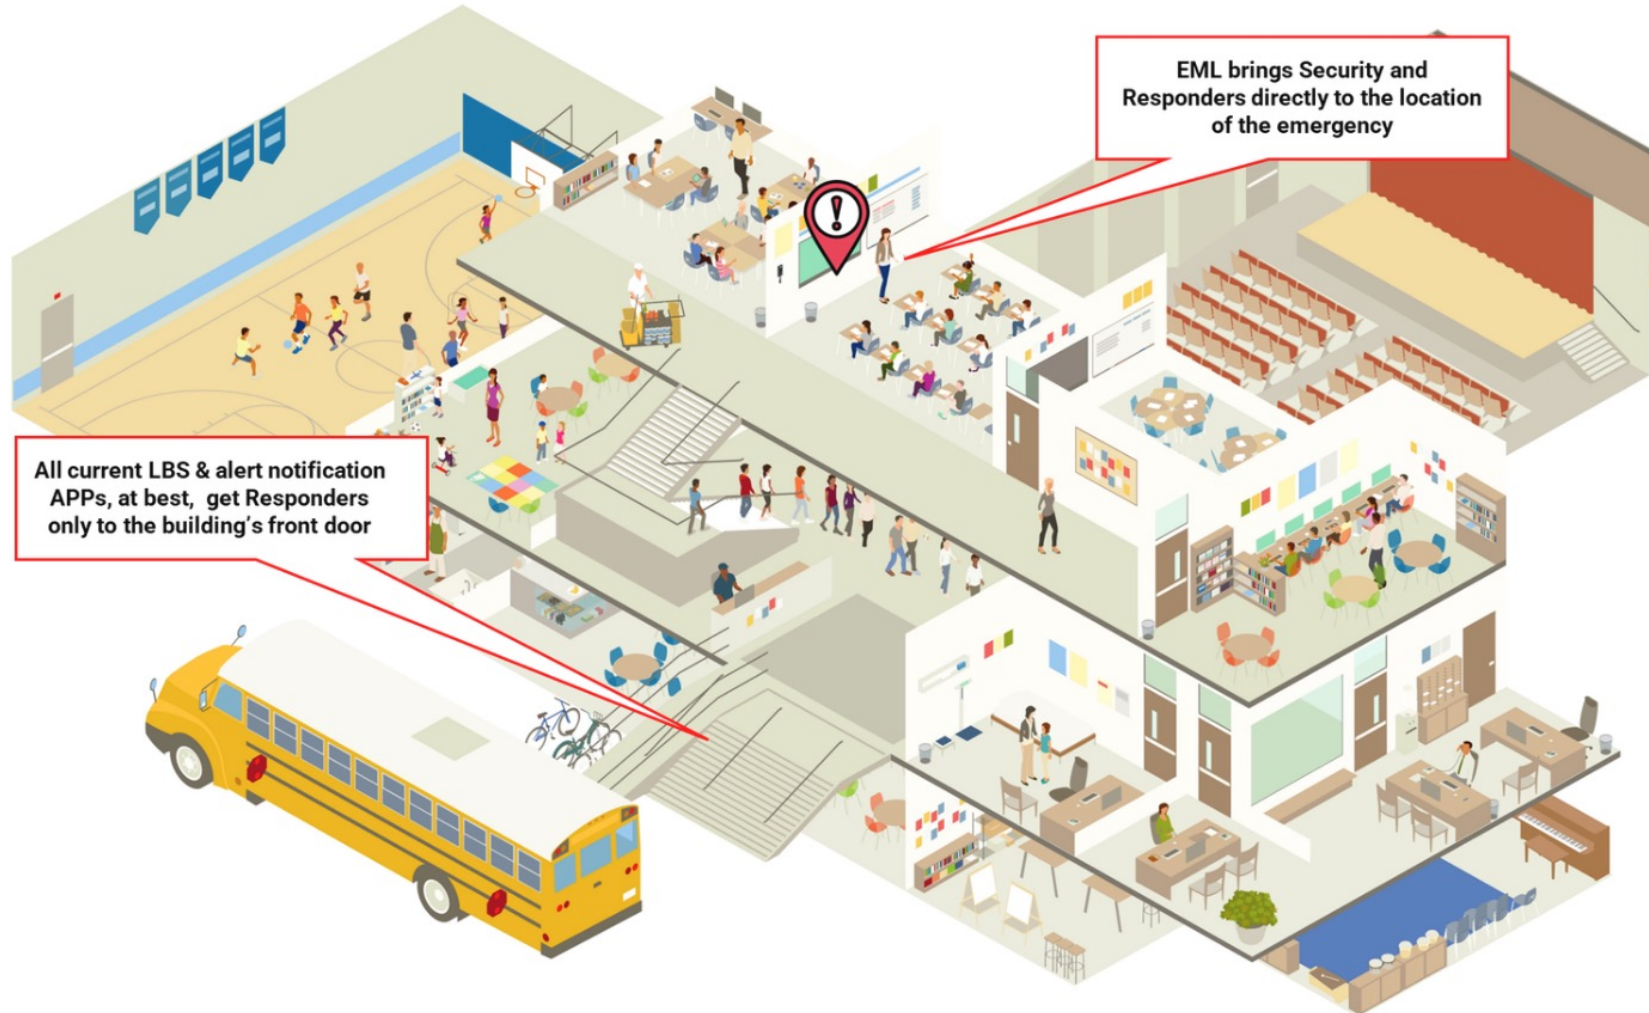 EML brings Security and
Responders directly to the location
of the emergency
All current LBS & alert notification
APPs, at best, get Responders
only to the building's front door